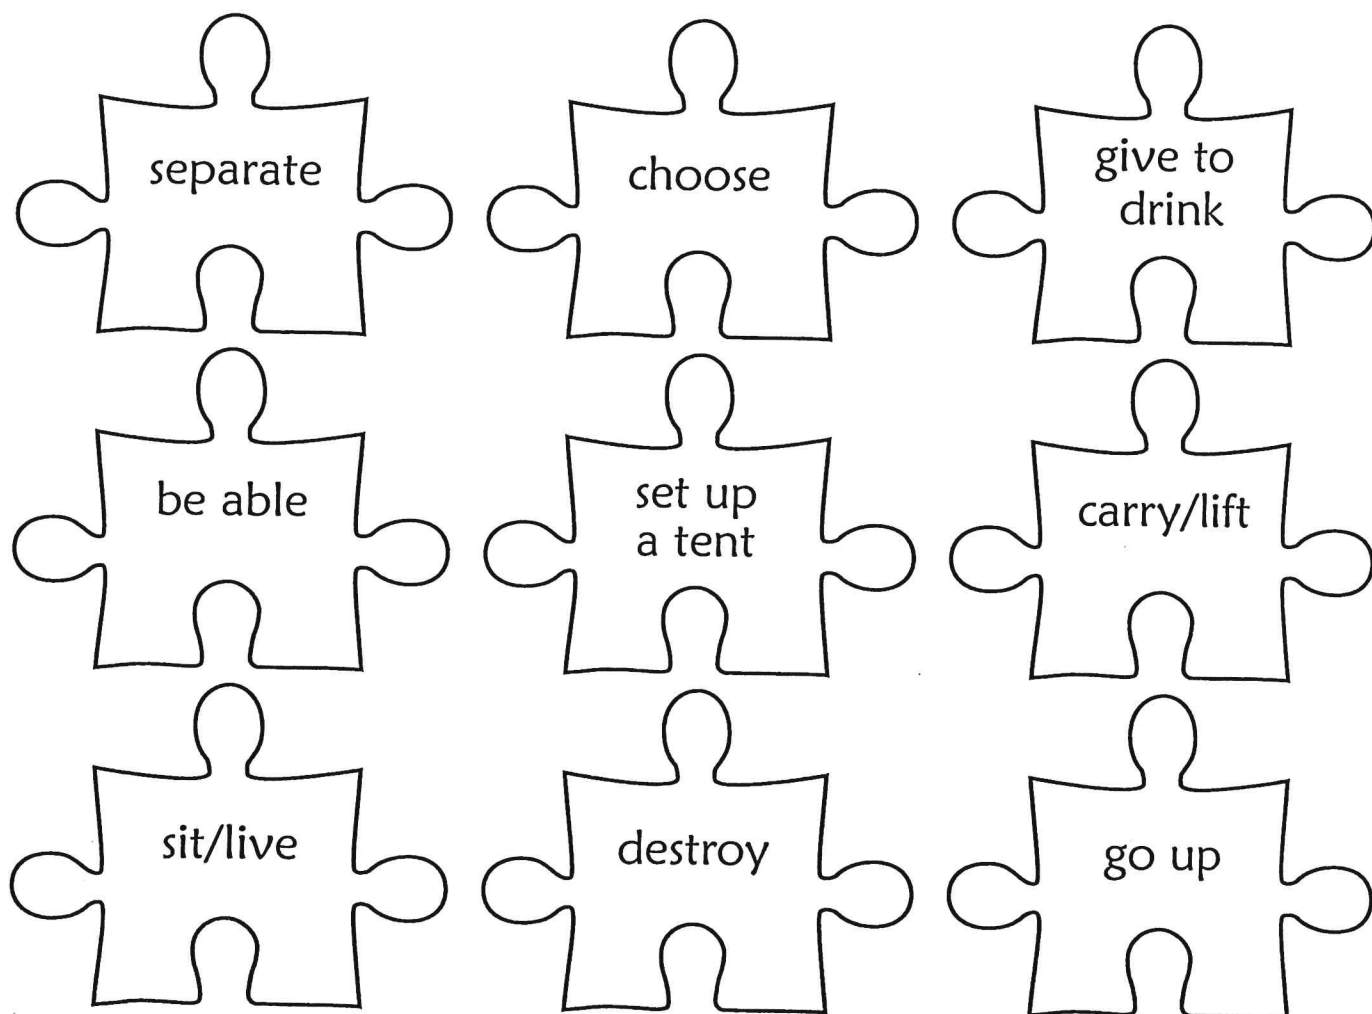 separate
choose
give to
drink
be able
set up
a tent
carry/lift
sit/live
destroy
go up